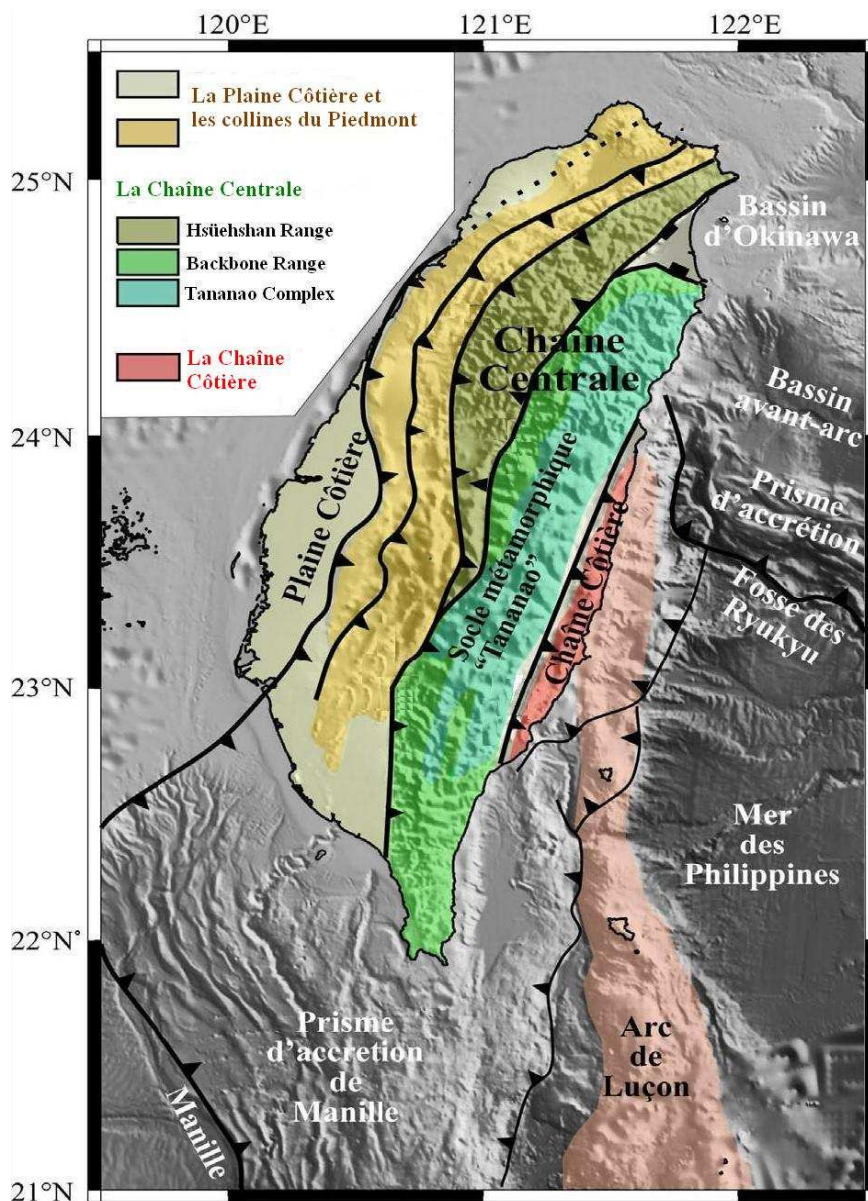 120°E
121°E
122°E
La Plaine Côtière et
les collines du Piedmont
La Chaîne Centrale
Hsüehshan Range
Backbone Range
Tananao Complex
La Chaîne
Côtière
25°N
24°N
23°N
22°N
21°N
Bassin
d'Okinawa
Chaîne
Centrale
Bassin
avant-arc
Prisme
d'accrétion
Fosse des
Ryukyu
Plaine Côtière
Socle métamorphique
"Tananao"
Chaîne Côtière
Mer
des
Philippines
Prisme
d'accretion
de
Manille
Manille
Arc
de
Luçon